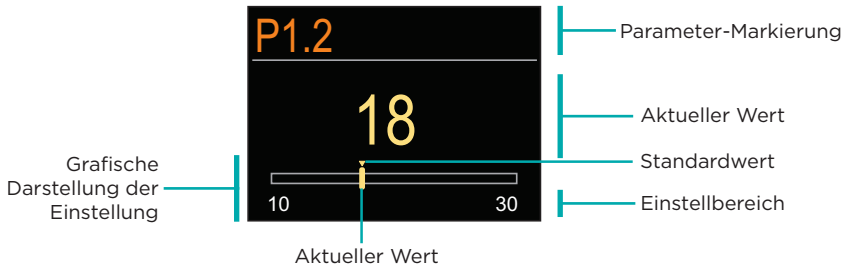 P1.2
Parameter-Markierung
18
Aktueller Wert
Standardwert
Grafische
Darstellung der
Einstellung
10
30
Einstellbereich
Aktueller Wert